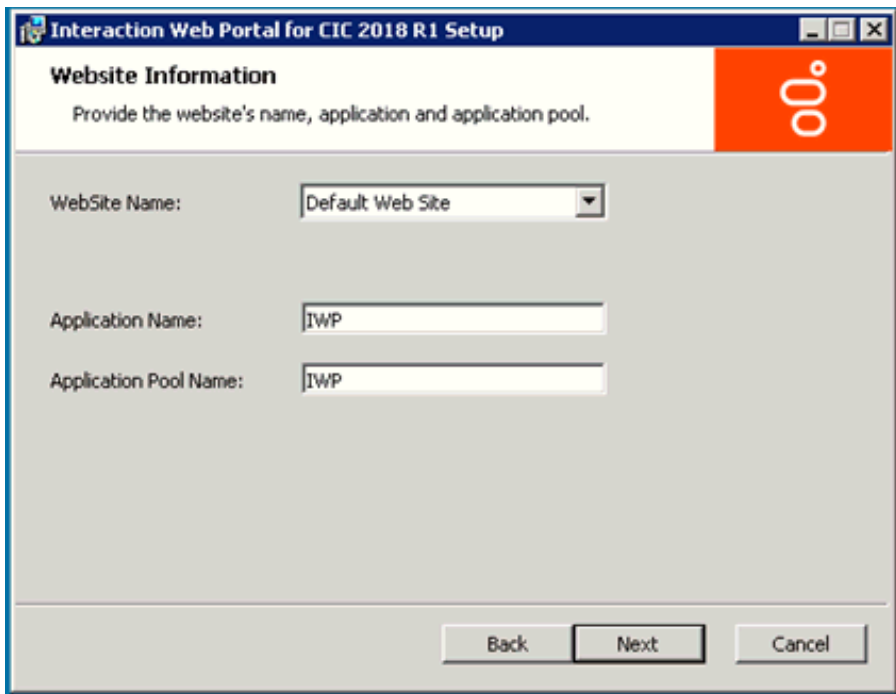 Interaction Web Portal for CIC 2018 R1 Setup
Website Information
Provide the website's name, application and application pool.
WebSite Name: Default Web Site
Application Name: IWP
Application Pool Name: IWP
Back Next Cancel